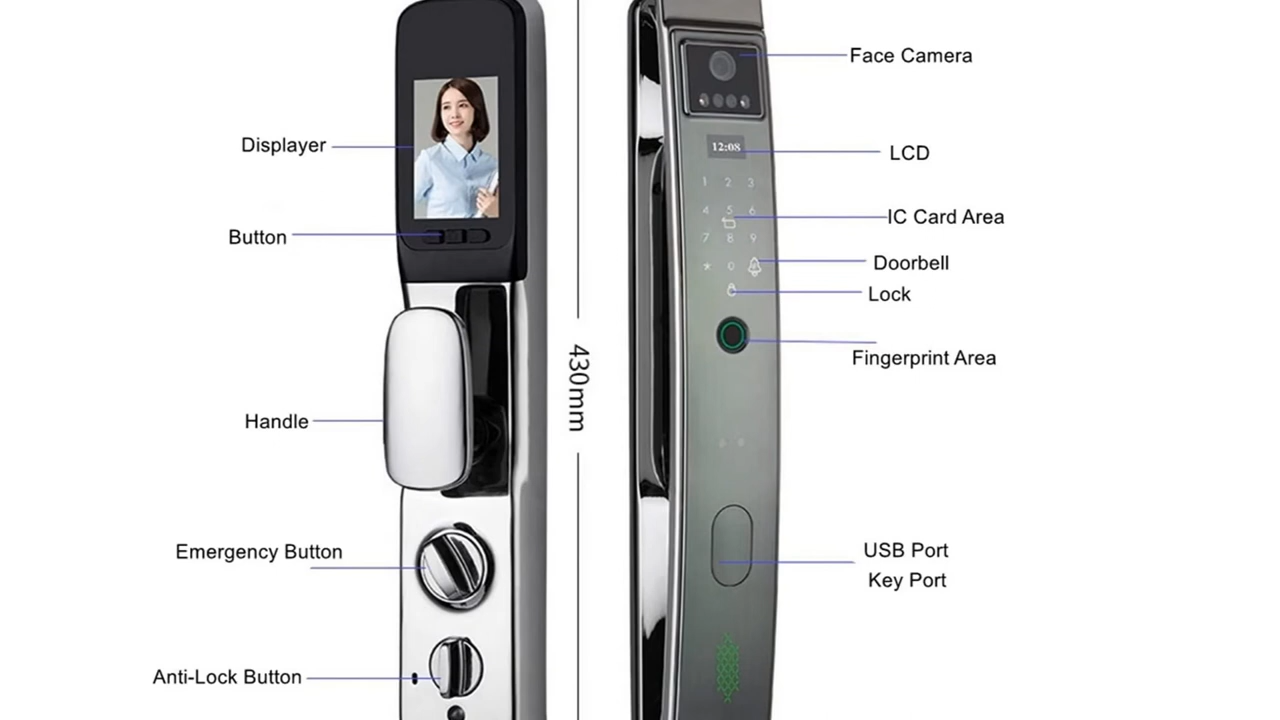 Displayer
Button
Handle
Emergency Button
Anti-Lock Button
430mm
Face Camera
12:08
LCD
1 2 3
4 5 6
IC Card Area
7 8 9
* 0
Doorbell
Lock
Fingerprint Area
USB Port
Key Port